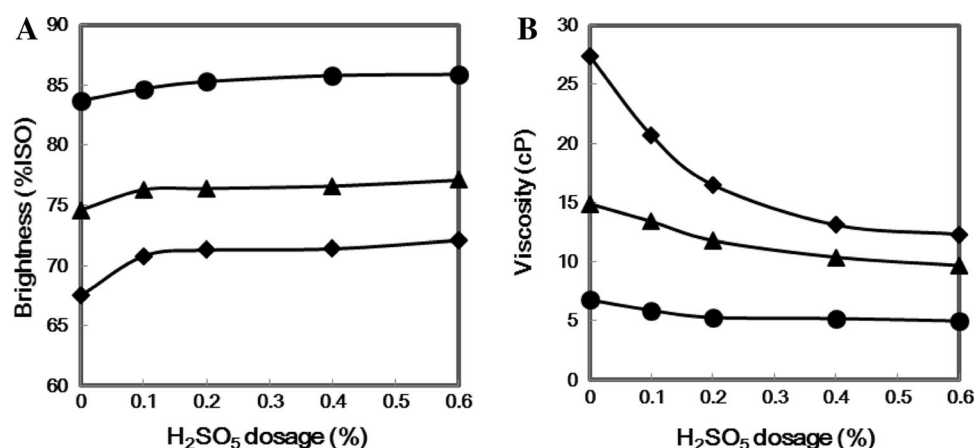 A
Brightness (%ISO)
90
85
80
75
70
65
60
0 0.1 0.2 0.3 0.4 0.5 0.6
H₂SO₅ dosage (%)
B
Viscosity (cP)
30
25
20
15
10
5
0
0 0.1 0.2 0.3 0.4 0.5 0.6
H₂SO₅ dosage (%)